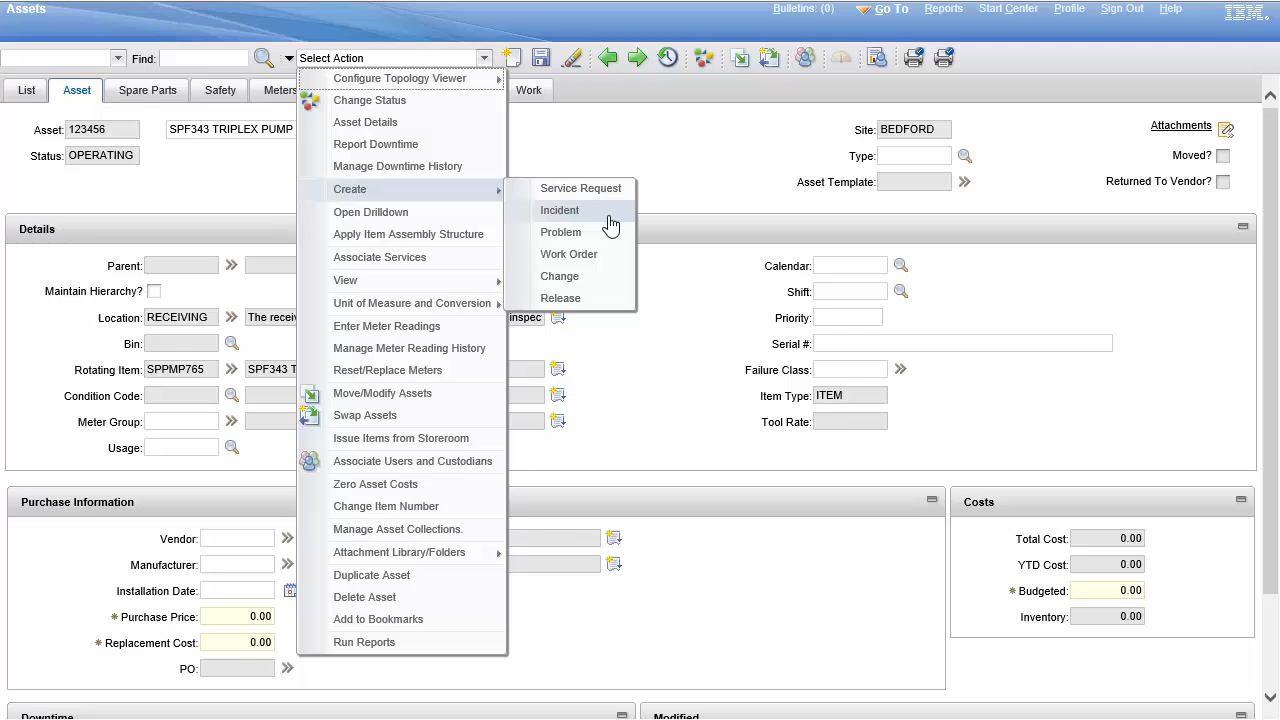 Assets
Bulletins: (0)
Go To
Reports
Start Center
Profile
Sign Out
Help
IBM.
Find:
Select Action
List
Asset
Spare Parts
Safety
Meters
Work
Asset:
123456
SPF343 TRIPLEX PUMP
Site:
BEDFORD
Attachments
Status:
OPERATING
Type:
Moved?
Asset Template:
Returned To Vendor?
Configure Topology Viewer
Change Status
Asset Details
Report Downtime
Manage Downtime History
Create
Open Drilldown
Apply Item Assembly Structure
Associate Services
View
Unit of Measure and Conversion
Enter Meter Readings
Manage Meter Reading History
Reset/Replace Meters
Move/Modify Assets
Swap Assets
Issue Items from Storeroom
Associate Users and Custodians
Zero Asset Costs
Change Item Number
Manage Asset Collections.
Attachment Library/Folders
Duplicate Asset
Delete Asset
Add to Bookmarks
Run Reports
Service Request
Incident
Problem
Work Order
Change
Release
Details
Parent:
Maintain Hierarchy?
Location:
RECEIVING
The recei
inspec
Bin:
Rotating Item:
SPPMP765
SPF343 T
Condition Code:
Meter Group:
Usage:
Calendar:
Shift:
Priority:
Serial #:
Failure Class:
Item Type:
ITEM
Tool Rate:
Purchase Information
Vendor:
Manufacturer:
Installation Date:
* Purchase Price:
0.00
* Replacement Cost:
0.00
PO:
Costs
Total Cost:
0.00
YTD Cost:
0.00
* Budgeted:
0.00
Inventory:
0.00
Downtime
Modified